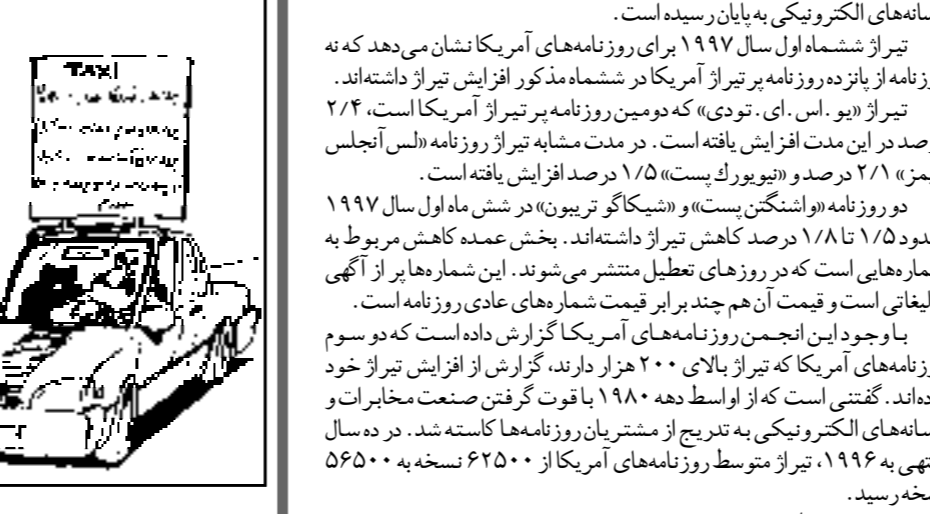 سانه‌های الکترونیکی به پایان رسیده است.
تیراژ ششماه اول سال ۱۹۹۷ برای روزنامه‌های آمریکا نشان می‌دهد که نه
وزنامه از پانزده روزنامه پر تیراژ آمریکا در ششماه مذکور افزایش تیراژ داشته‌اند.
تیراژ «یو.اس.ای.تودی» که دومین روزنامه پر تیراژ آمریکا است، ۲/۴
رصد در این مدت افزایش یافته است. در مدت مشابه تیراژ روزنامه «لس آنجلس
یمز» ۲/۱ درصد و «نیویورك پست» ۱/۵ درصد افزایش یافته است.
دو روزنامه «واشنگتن پست» و «شیکاگو تریبون» در شش ماه اول سال ۱۹۹۷
دود ۱/۵ تا ۱/۸ درصد کاهش تیراژ داشته‌اند. بخش عمده کاهش مربوط به
ماره‌هایی است که در روزهای تعطیل منتشر می‌شوند. این شماره‌ها پر از آگهی
لیغاتی است و قیمت آن هم چند برابر قیمت شماره‌های عادی روزنامه است.
با وجود این انجمن روزنامه‌های آمریکا گزارش داده است که دو سوم
وزنامه‌های آمریکا که تیراژ بالای ۲۰۰ هزار دارند، گزارش از افزایش تیراژ خود
ده‌اند. گفتنی است که از اواسط دهه ۱۹۸۰ با قوت گرفتن صنعت مخابرات و
سانه‌های الکترونیکی به تدریج از مشتریان روزنامه‌ها کاسته شد. در ده سال
نتهی به ۱۹۹۶، تیراژ متوسط روزنامه‌های آمریکا از ۶۲۵۰۰ نسخه به ۵۶۵۰۰
سخه رسید.
TAXI